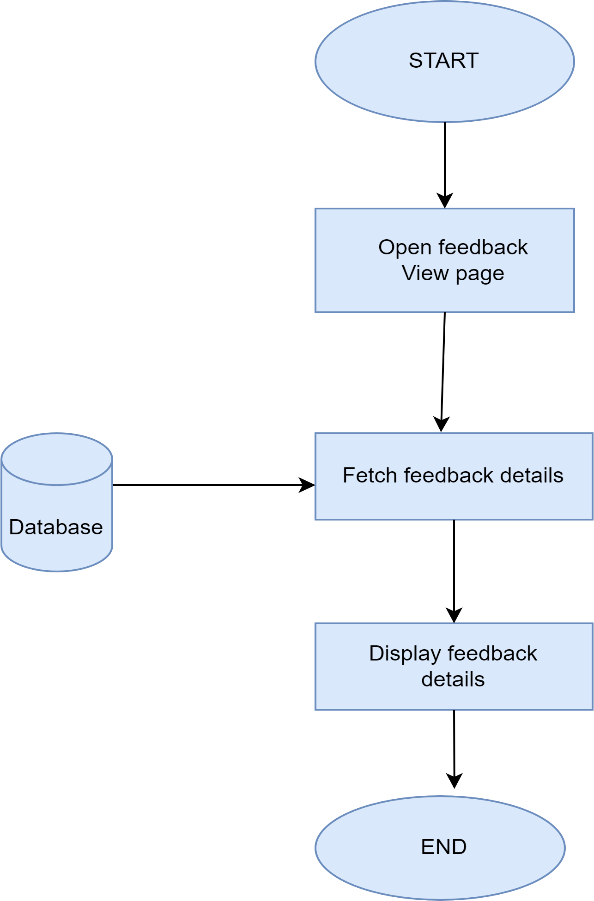 START
Open feedback
View page
Fetch feedback details
Database
Display feedback
details
END